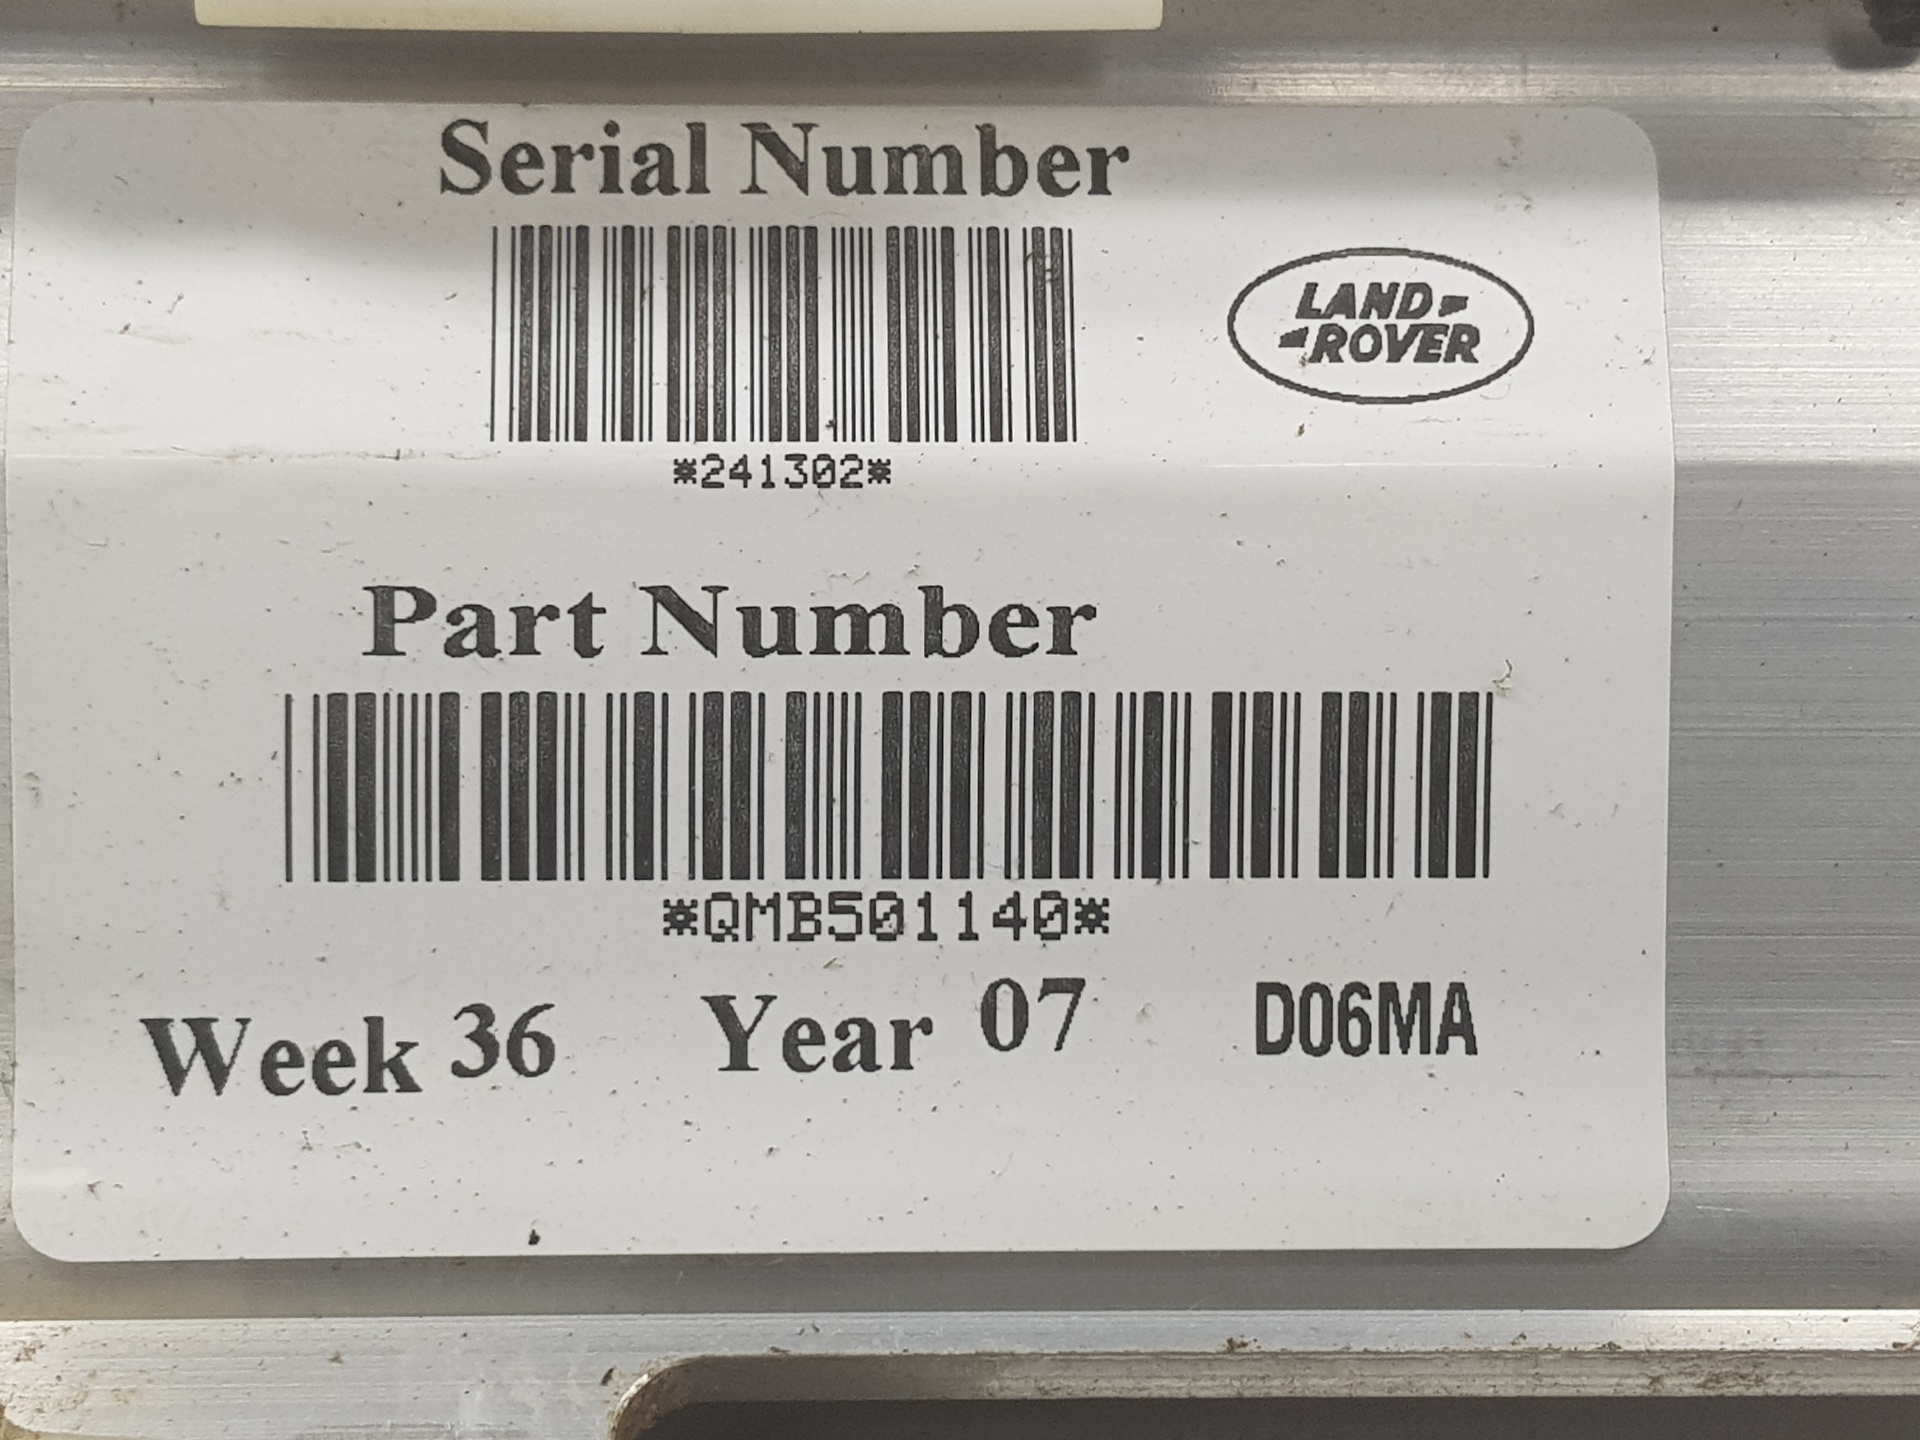 Serial Number
LAND
ROVER
*241302*
Part Number
*QMB501140*
Week 36 Year 07 D06MA